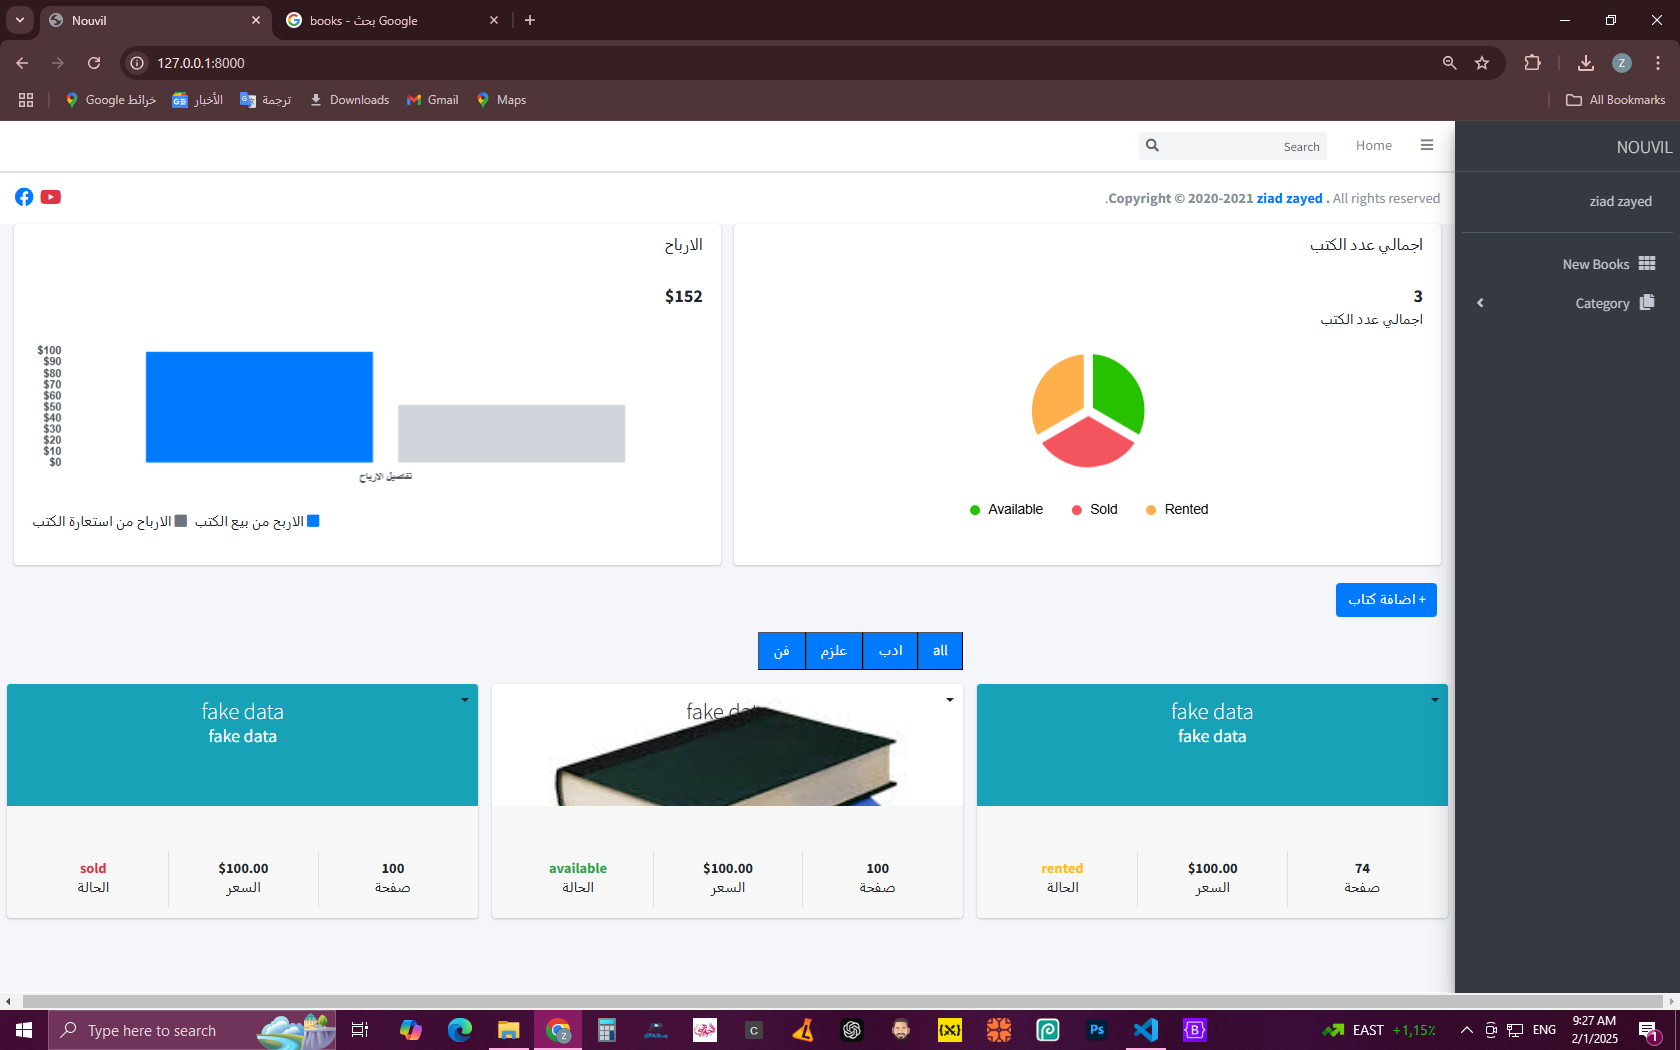 Nouvil
books - بحث Google
127.0.0.1:8000
خرائط Google
الأخبار
ترجمة
Downloads
Gmail
Maps
All Bookmarks
Search
Home
NOUVIL
Copyright © 2020-2021 ziad zayed . All rights reserved.
ziad zayed
New Books
Category
الارباح
$152
$100
$90
$80
$70
$60
$50
$40
$30
$20
$10
$0
تفاصيل الارباح
الاربح من بيع الكتب
الارباح من استعارة الكتب
اجمالي عدد الكتب
3
اجمالي عدد الكتب
Available Sold Rented
+ اضافة كتاب
all
ادب
علزم
فن
fake data
fake data
sold
الحالة
$100.00
السعر
100
صفحة
fake data
available
الحالة
$100.00
السعر
100
صفحة
fake data
fake data
rented
الحالة
$100.00
السعر
74
صفحة
Type here to search
EAST +1,15%
ENG
9:27 AM
2/1/2025
1